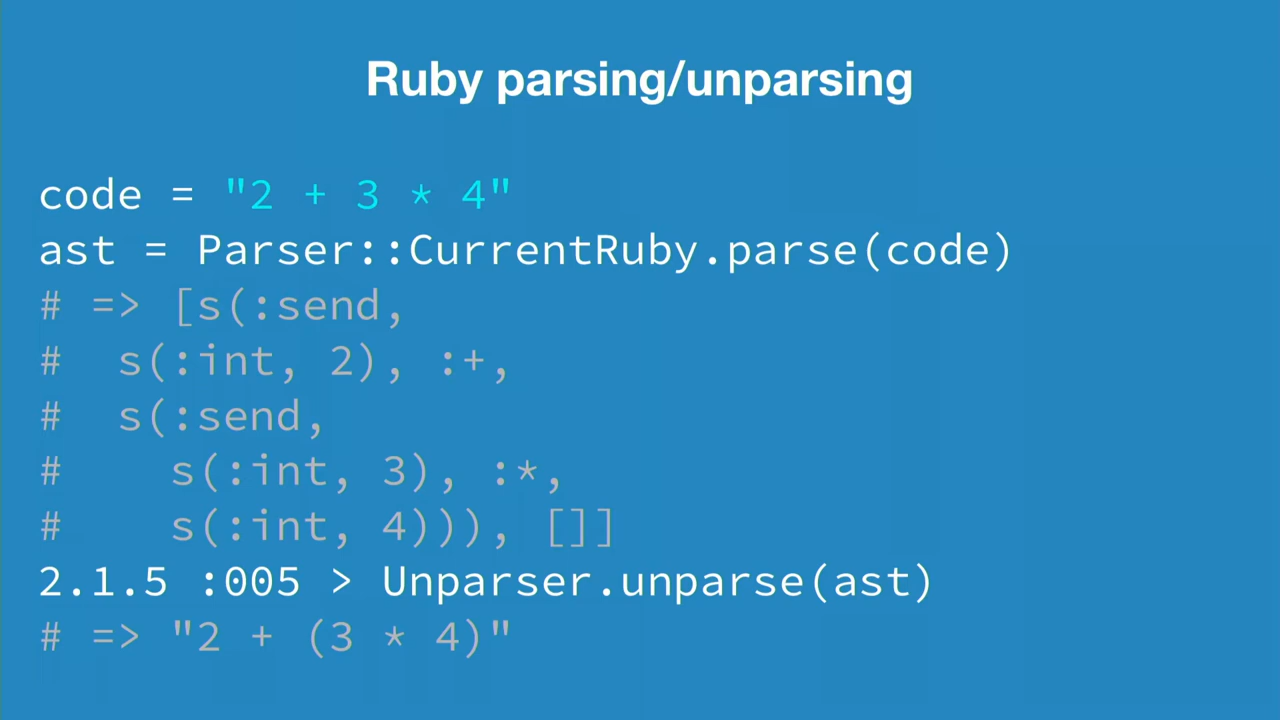 Ruby parsing/unparsing
code = "2 + 3 * 4"
ast = Parser::CurrentRuby.parse(code)
# => [s(:send,
#  s(:int, 2), :+,
#  s(:send,
#    s(:int, 3), :*,
#    s(:int, 4))), []]
2.1.5 :005 > Unparser.unparse(ast)
# => "2 + (3 * 4)"